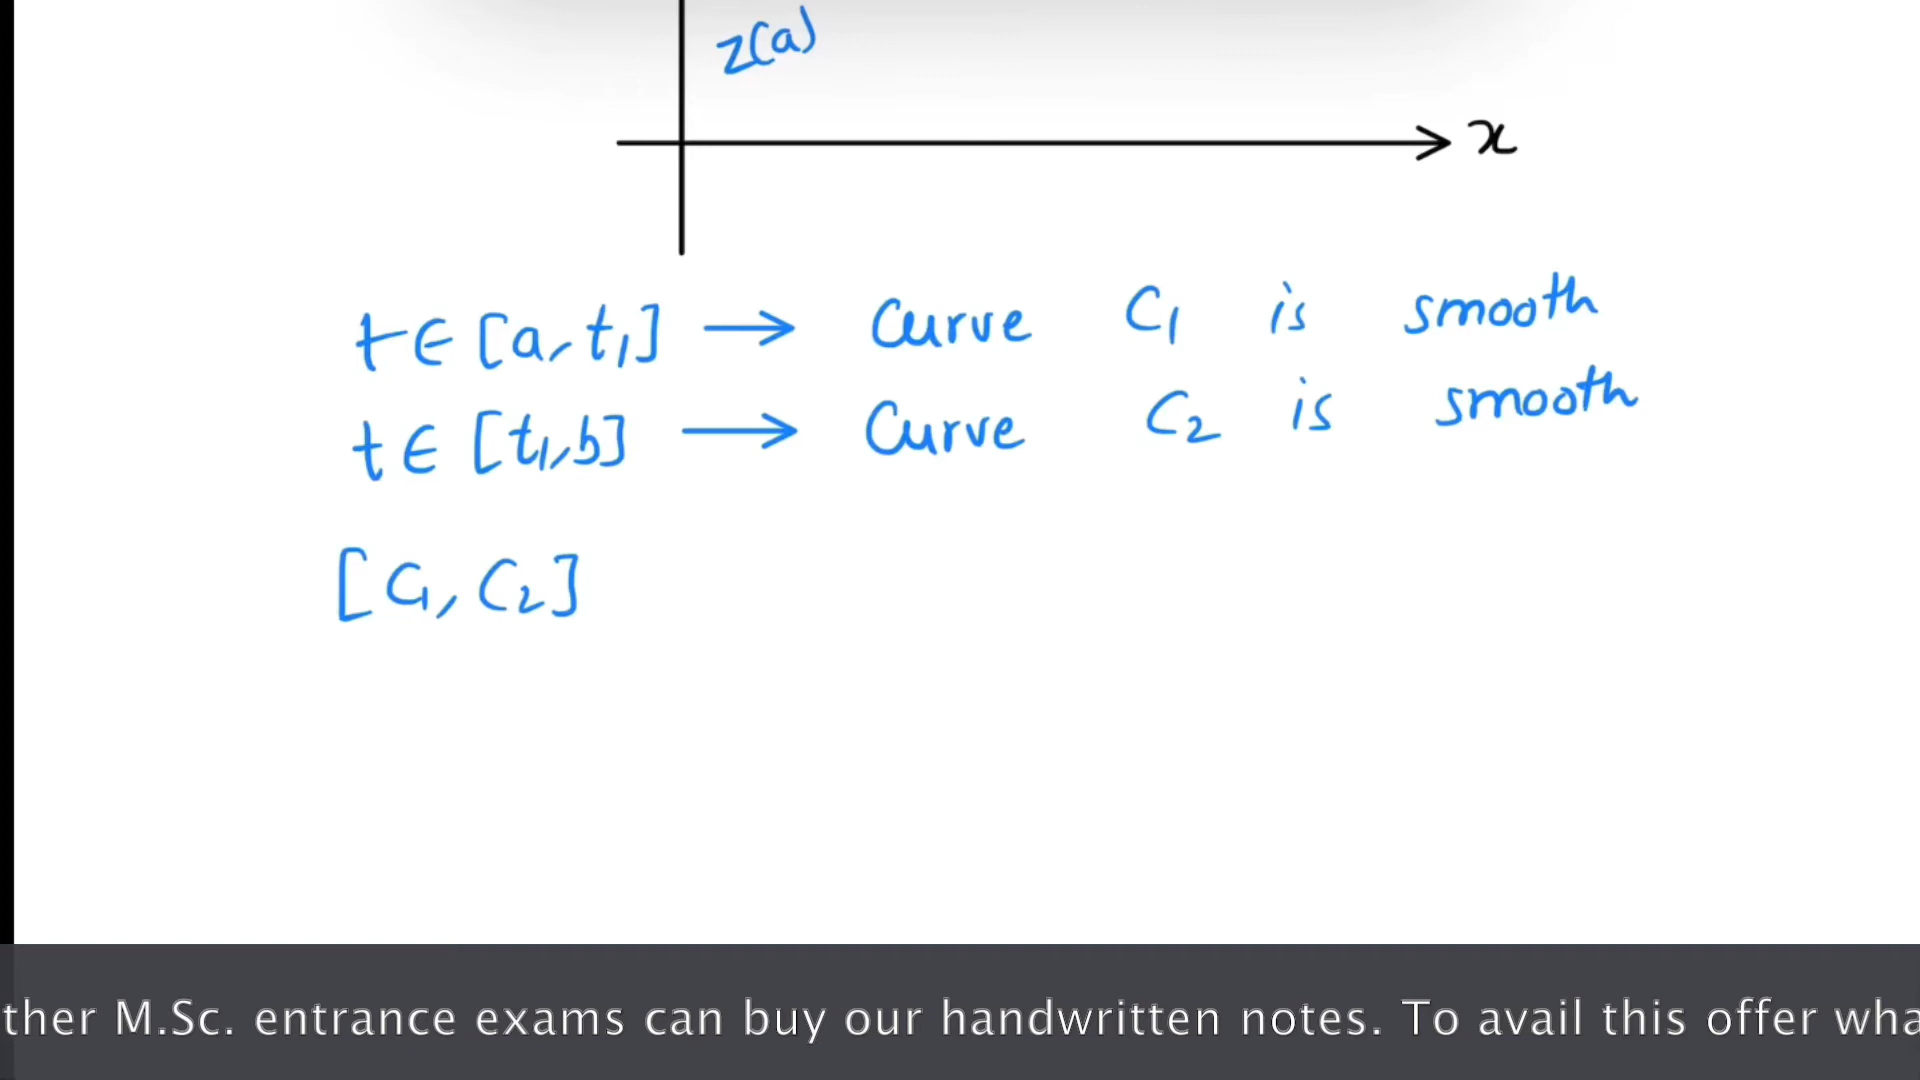 z(a)
x
t∈[a,t₁] → Curve C₁ is smooth
t∈[t₁,b] → Curve C₂ is smooth
[C₁, C₂]
ther M.Sc. entrance exams can buy our handwritten notes. To avail this offer wha